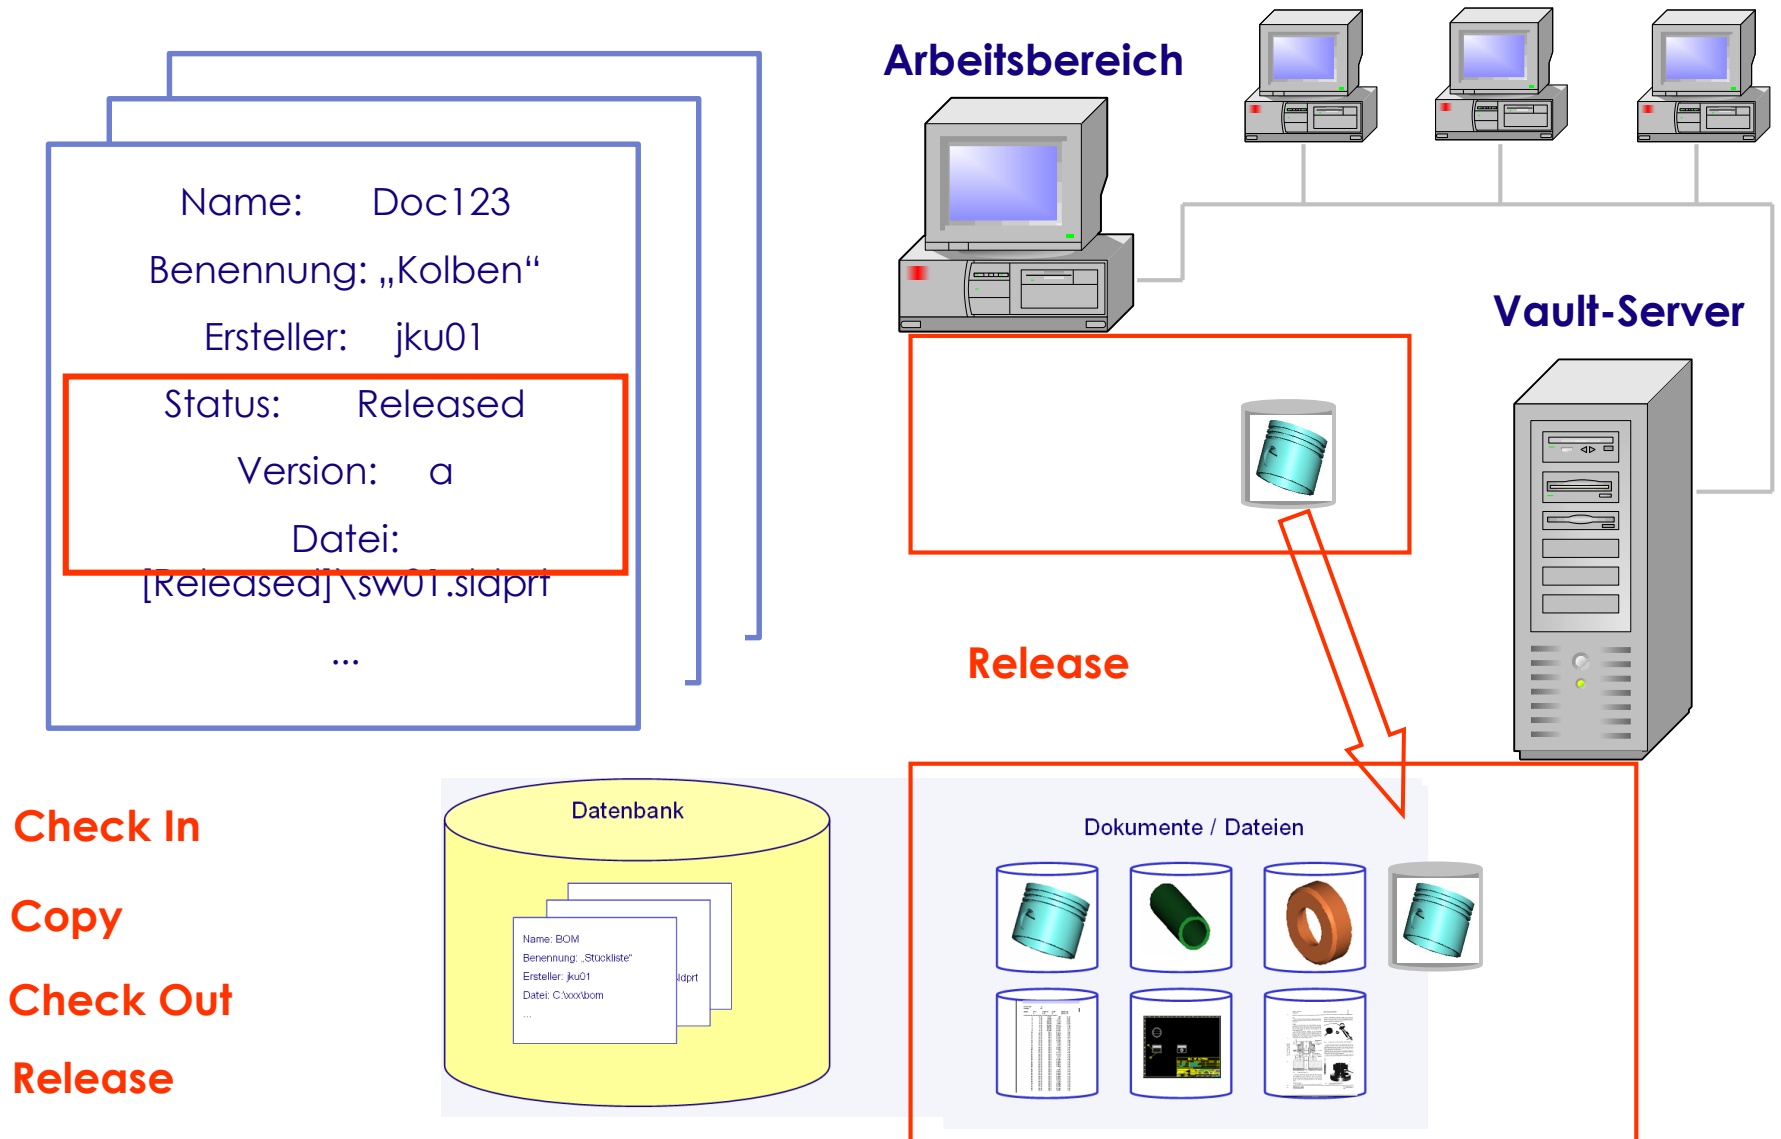 Arbeitsbereich
Name: Doc123
Benennung: „Kolben“
Ersteller: jku01
Status: Released
Version: a
Datei:
[Released]\sw01.sldprt
...
Vault-Server
Release
Check In
Copy
Check Out
Release
Datenbank
Name: BOM
Benennung: „Stückliste“
Ersteller: jku01
Datei: C:\xxx\bom
...
sldprt
Dokumente / Dateien